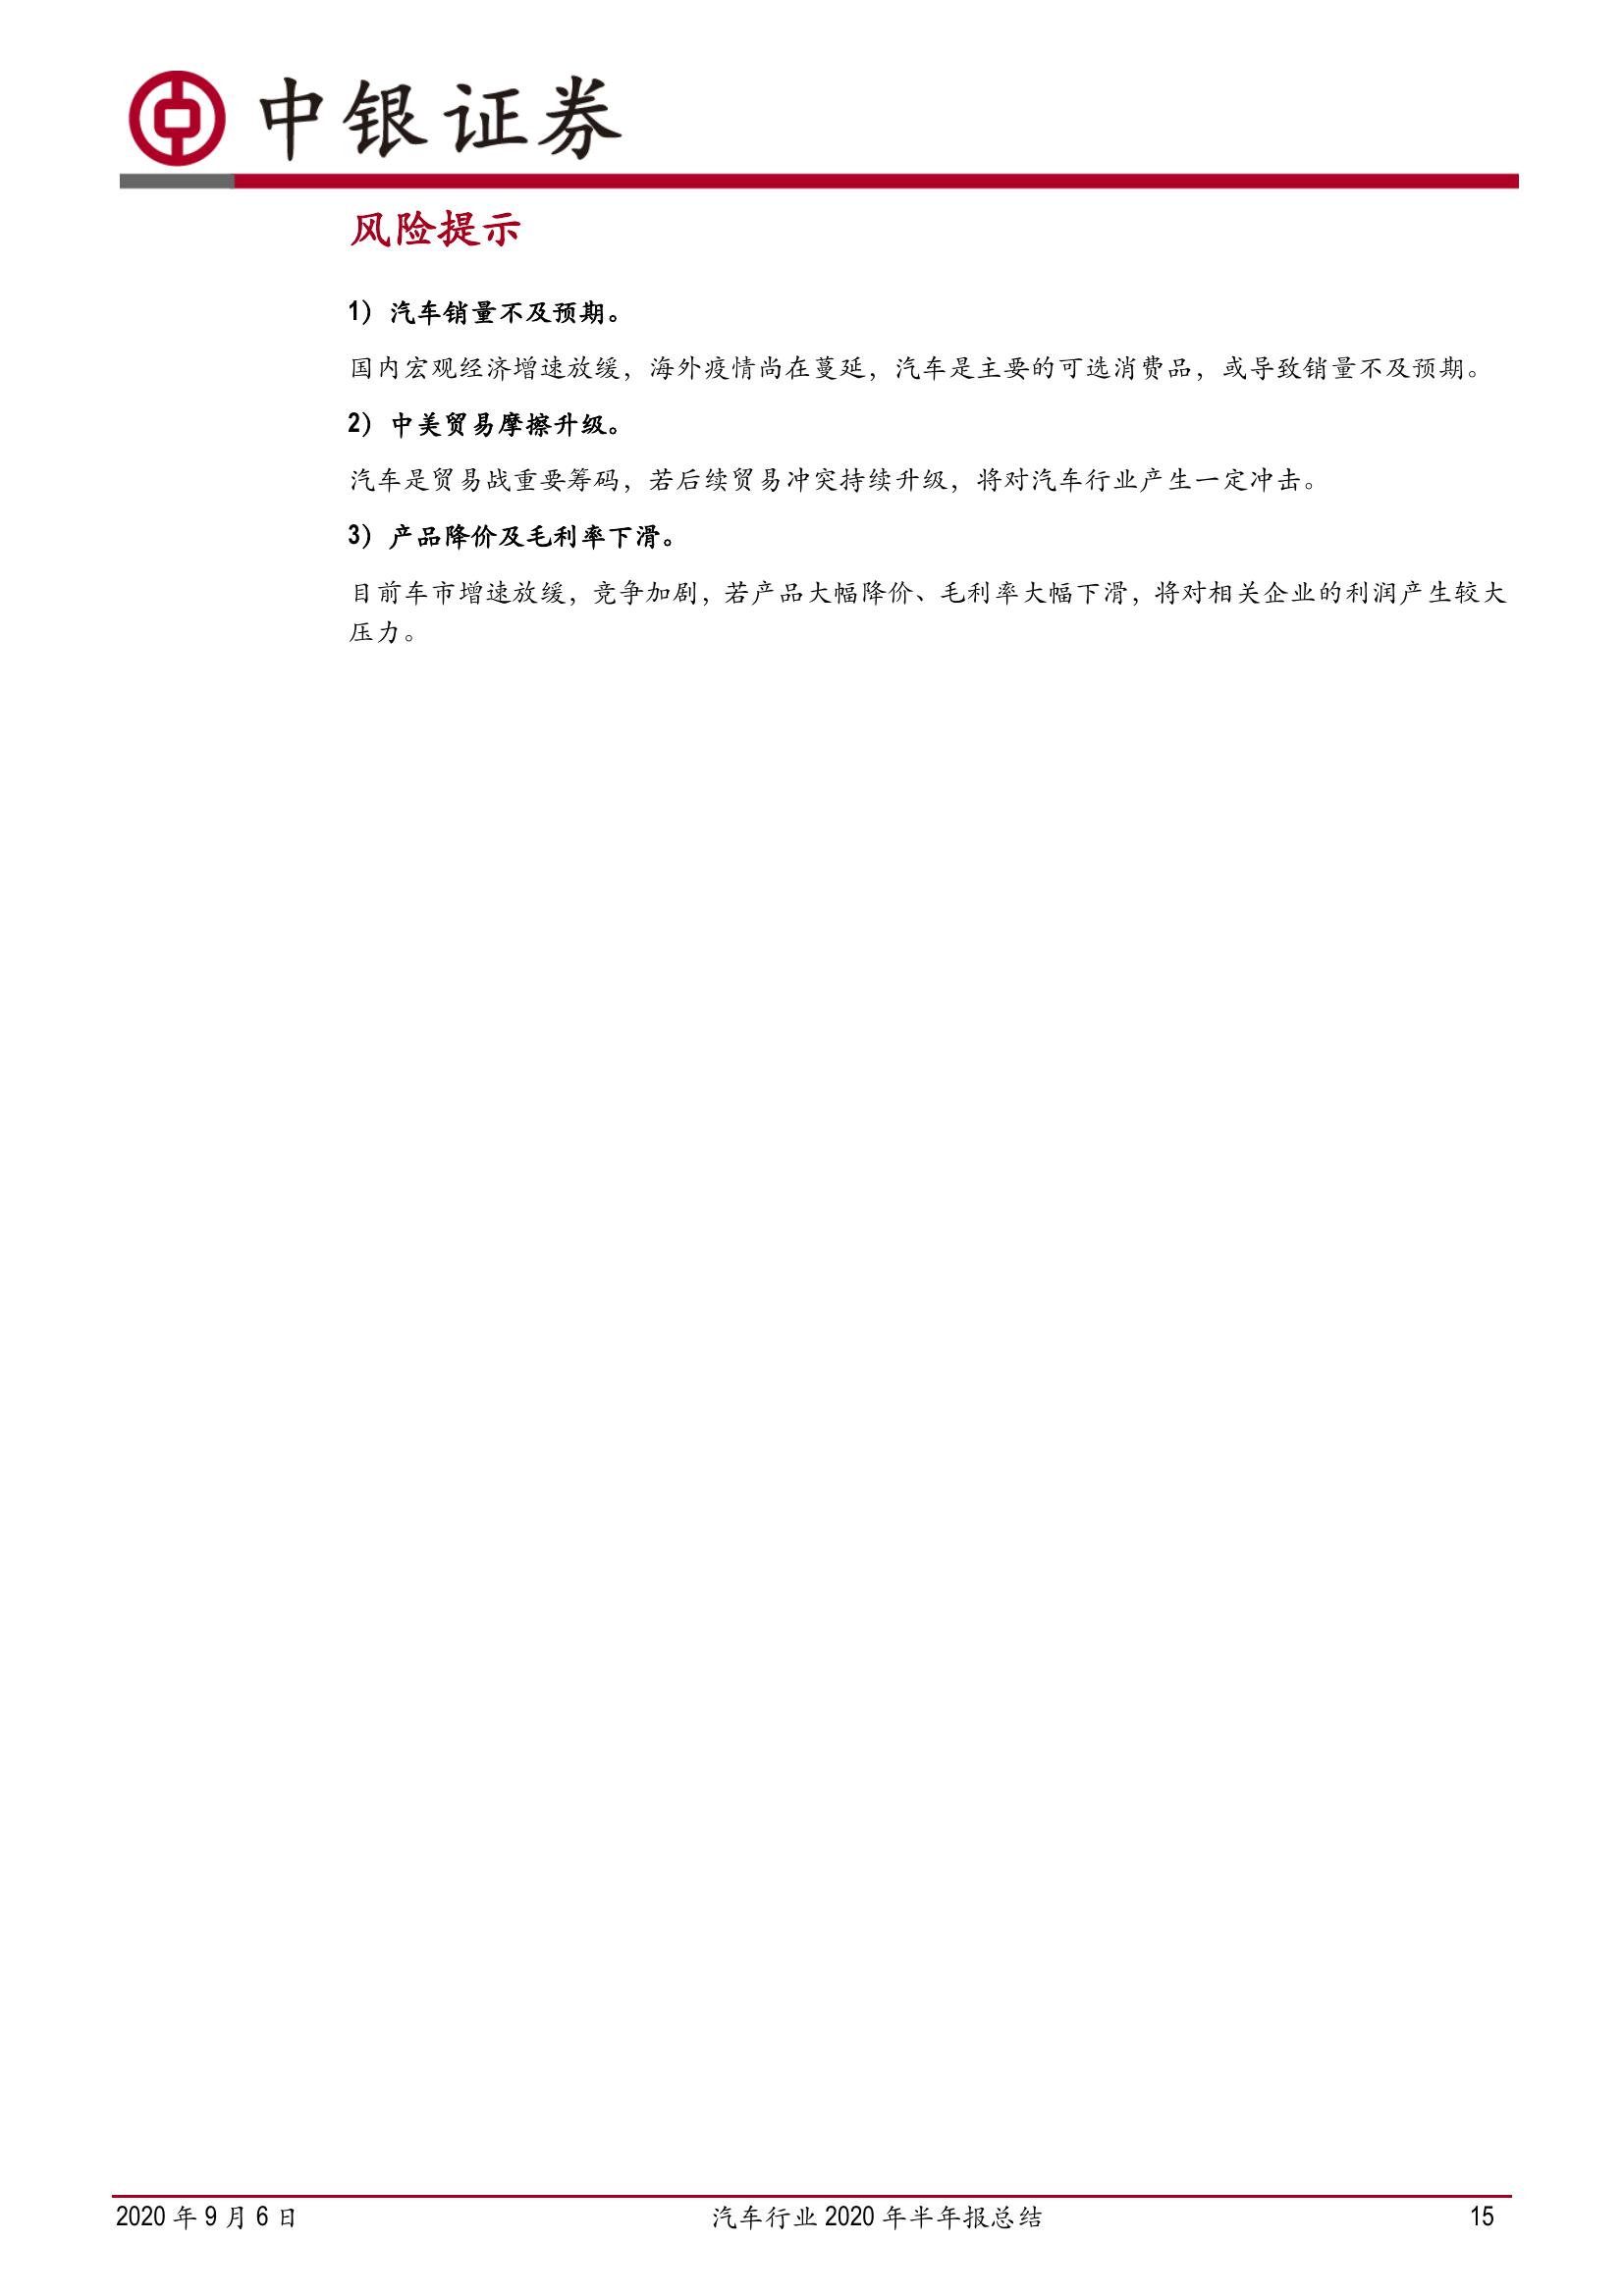 中银证券
风险提示
1）汽车销量不及预期。
国内宏观经济增速放缓，海外疫情尚在蔓延，汽车是主要的可选消费品，或导致销量不及预期。
2）中美贸易摩擦升级。
汽车是贸易战重要筹码，若后续贸易冲突持续升级，将对汽车行业产生一定冲击。
3）产品降价及毛利率下滑。
目前车市增速放缓，竞争加剧，若产品大幅降价、毛利率大幅下滑，将对相关企业的利润产生较大
压力。
2020 年 9 月 6 日 汽车行业 2020 年半年报总结 15